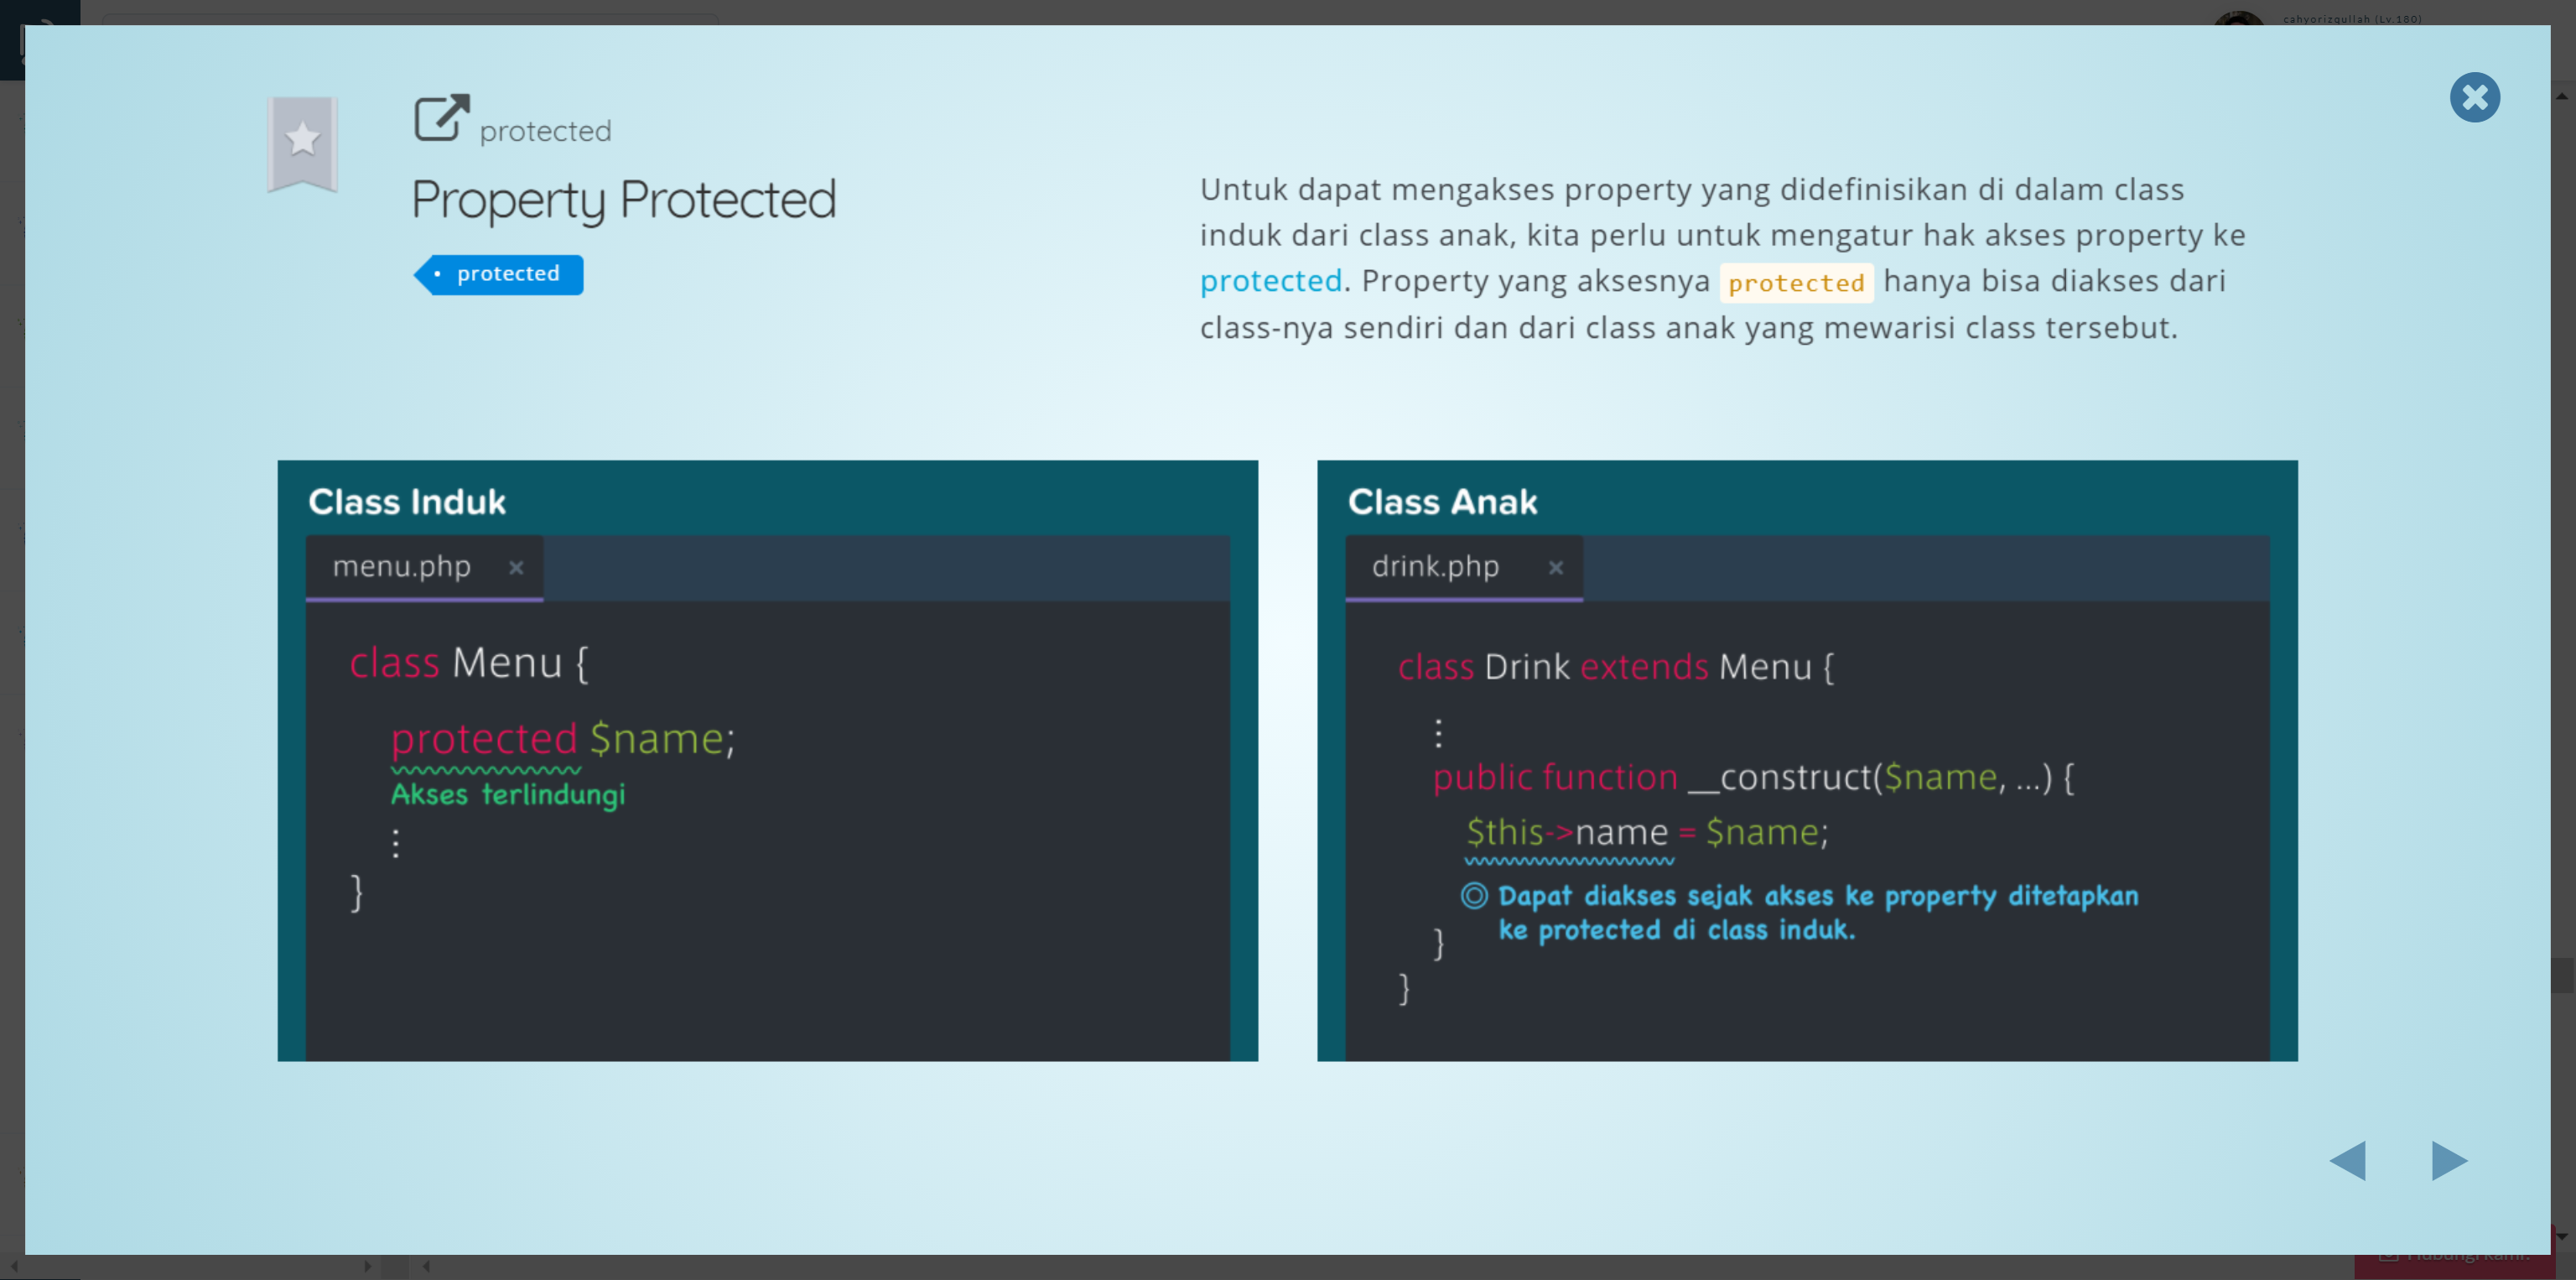 cahyorizqullah (Lv.180)
protected
Property Protected
protected
Untuk dapat mengakses property yang didefinisikan di dalam class
induk dari class anak, kita perlu untuk mengatur hak akses property ke
protected. Property yang aksesnya protected hanya bisa diakses dari
class-nya sendiri dan dari class anak yang mewarisi class tersebut.
Class Induk
menu.php ×
class Menu {
protected $name;
Akses terlindungi
⋮
}
Class Anak
drink.php ×
class Drink extends Menu {
⋮
public function __construct($name, ...) {
$this->name = $name;
◎ Dapat diakses sejak akses ke property ditetapkan
ke protected di class induk.
}
}
Hubungi kami.